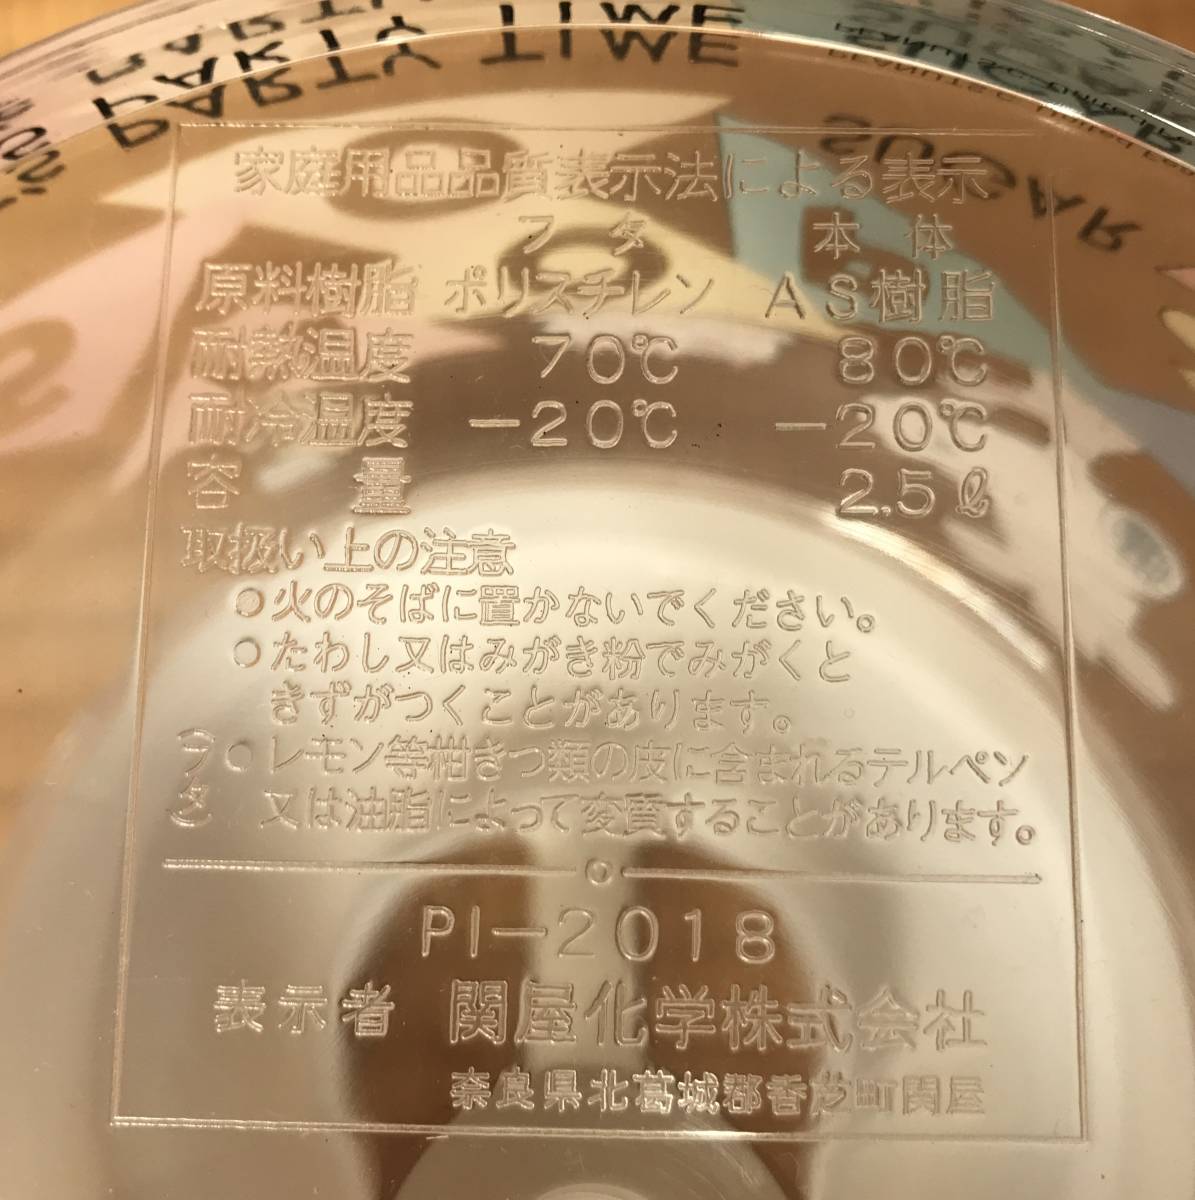 PARTY TIME
SUGAR
家庭用品品質表示法による表示
フタ 本体
原料樹脂 ポリスチレン AS樹脂
耐熱温度 70℃ 80℃
耐冷温度 -20℃ -20℃
容量 2.5ℓ
取扱い上の注意
○火のそばに置かないでください。
○たわし又はみがき粉でみがくと
きずがつくことがあります。
(フタ)○レモン等柑きつ類の皮に含まれるテルペン
又は油脂によって変質することがあります。
PI-2018
表示者 関屋化学株式会社
奈良県北葛城郡香芝町関屋